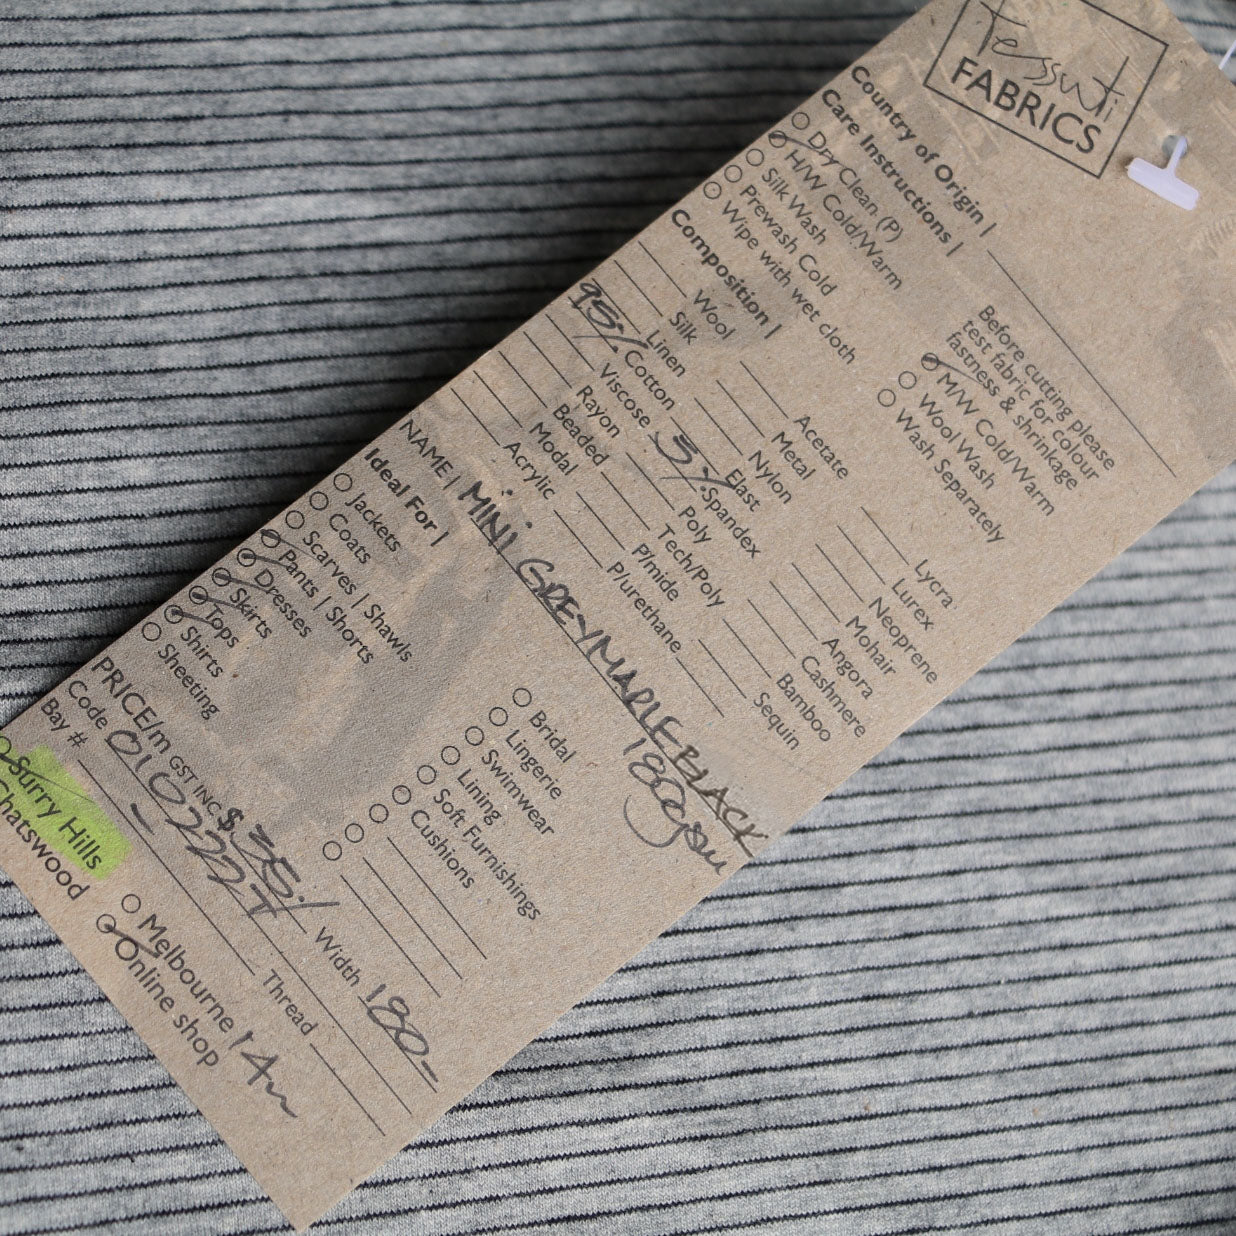 Tessuti
FABRICS
Country of Origin |
Care Instructions |
Dry Clean (P)
H/W Cold/Warm
Silk Wash
Prewash Cold
Wipe with wet cloth
Before cutting please
test fabric for colour
fastness & shrinkage
M/W Cold/Warm
Wool Wash
Wash Separately
Composition |
Wool
Silk
Linen
95% Cotton
Viscose
Rayon
Beaded
Modal
Acrylic
Acetate
Metal
Nylon
Elast
5% Spandex
Poly
Tech/Poly
P/mide
P/urethane
Lycra
Lurex
Neoprene
Mohair
Angora
Cashmere
Bamboo
Sequin
NAME | MINI GREYMARLE BLACK
180gsm
Ideal For |
Jackets
Coats
Scarves | Shawls
Pants | Shorts
Dresses
Skirts
Tops
Shirts
Sheeting
Bridal
Lingerie
Swimwear
Lining
Soft Furnishings
Cushions
PRICE/m GST INC $ 35 Width 180
Code 010 2227 Thread
Bay #
Surry Hills
Chatswood
Melbourne
Online shop
14m